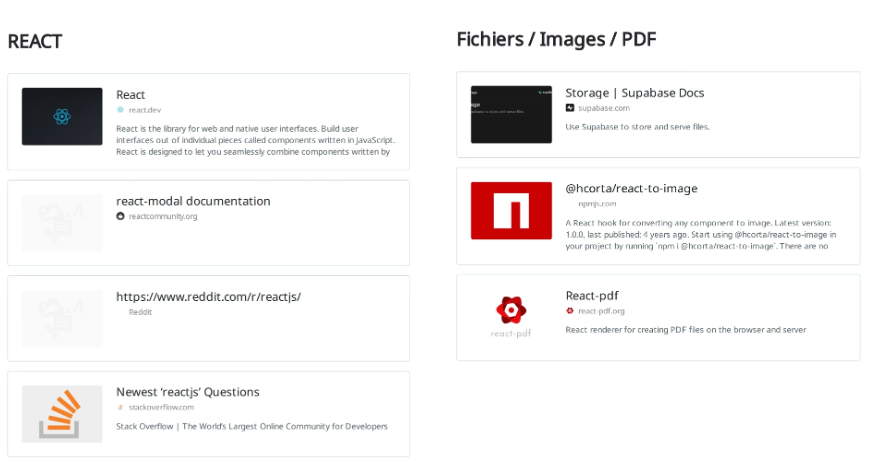 REACT
React
react.dev
React is the library for web and native user interfaces. Build user
interfaces out of individual pieces called components written in JavaScript.
React is designed to let you seamlessly combine components written by
react-modal documentation
reactcommunity.org
https://www.reddit.com/r/reactjs/
Reddit
Newest ‘reactjs’ Questions
stackoverflow.com
Stack Overflow | The World’s Largest Online Community for Developers
Fichiers / Images / PDF
Storage | Supabase Docs
supabase.com
Use Supabase to store and serve files.
@hcorta/react-to-image
npmjs.com
A React hook for converting any component to image. Latest version:
1.0.0, last published: 4 years ago. Start using @hcorta/react-to-image in
your project by running `npm i @hcorta/react-to-image`. There are no
react-pdf
React-pdf
react-pdf.org
React renderer for creating PDF files on the browser and server